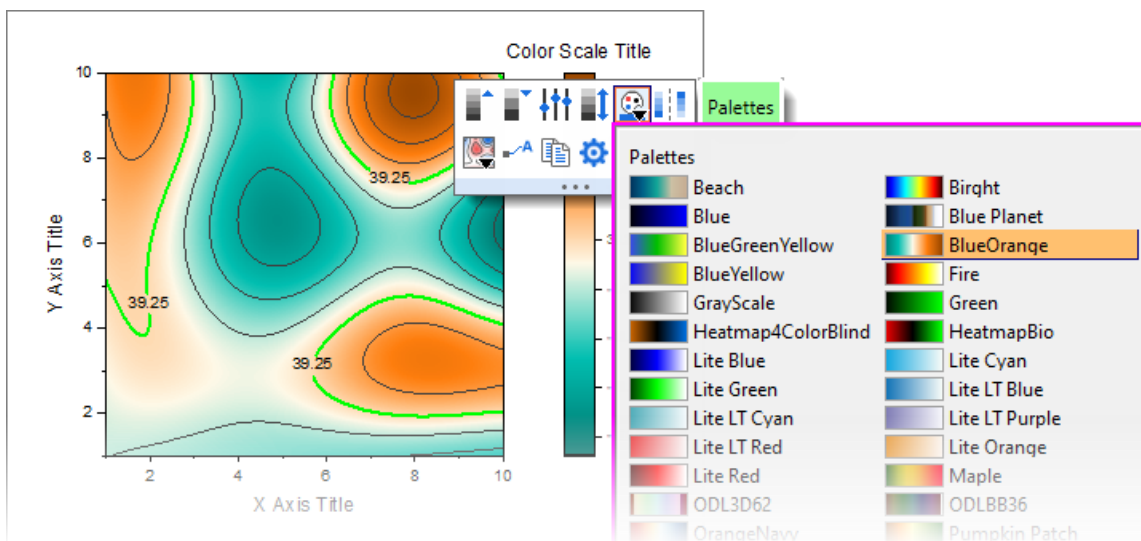 Color Scale Title
Palettes
10
8
6
4
2
2 4 6 8 10
Y Axis Title
X Axis Title
39.25
39.25
39.25
3
A
Palettes
Beach Birght
Blue Blue Planet
BlueGreenYellow BlueOrange
BlueYellow Fire
GrayScale Green
Heatmap4ColorBlind HeatmapBio
Lite Blue Lite Cyan
Lite Green Lite LT Blue
Lite LT Cyan Lite LT Purple
Lite LT Red Lite Orange
Lite Red Maple
ODL3D62 ODLBB36
OrangeNavy Pumpkin Patch